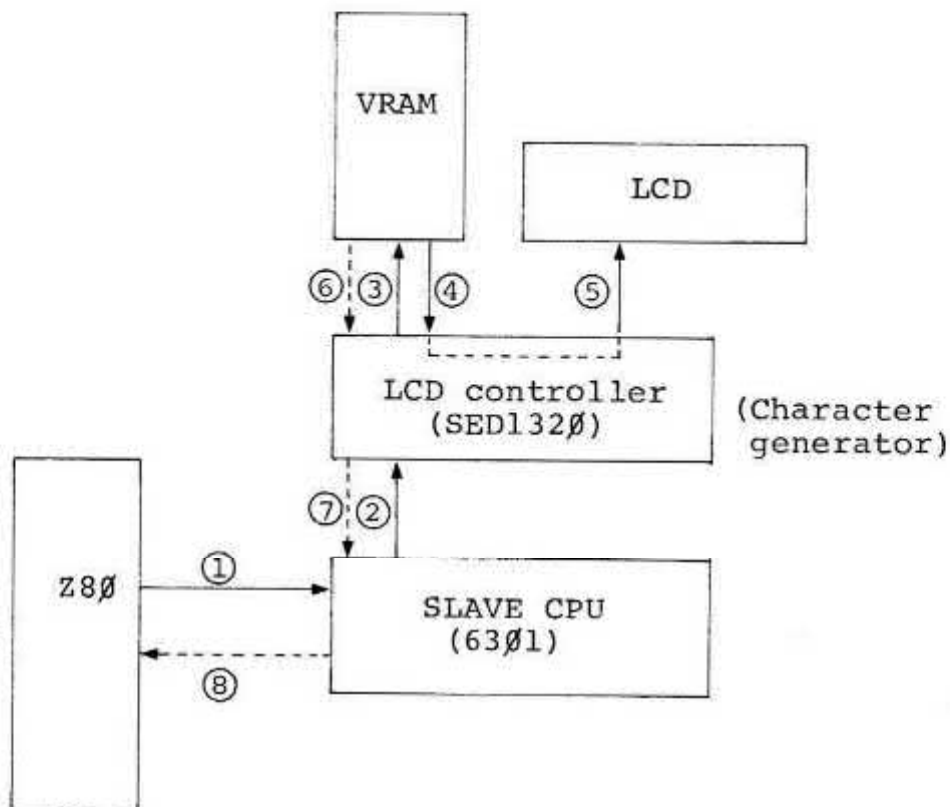 VRAM
LCD
⑥ ③ ④ ⑤
LCD controller
(SED132Ø)
(Character
generator)
⑦ ②
Z8Ø
①
SLAVE CPU
(63Ø1)
⑧